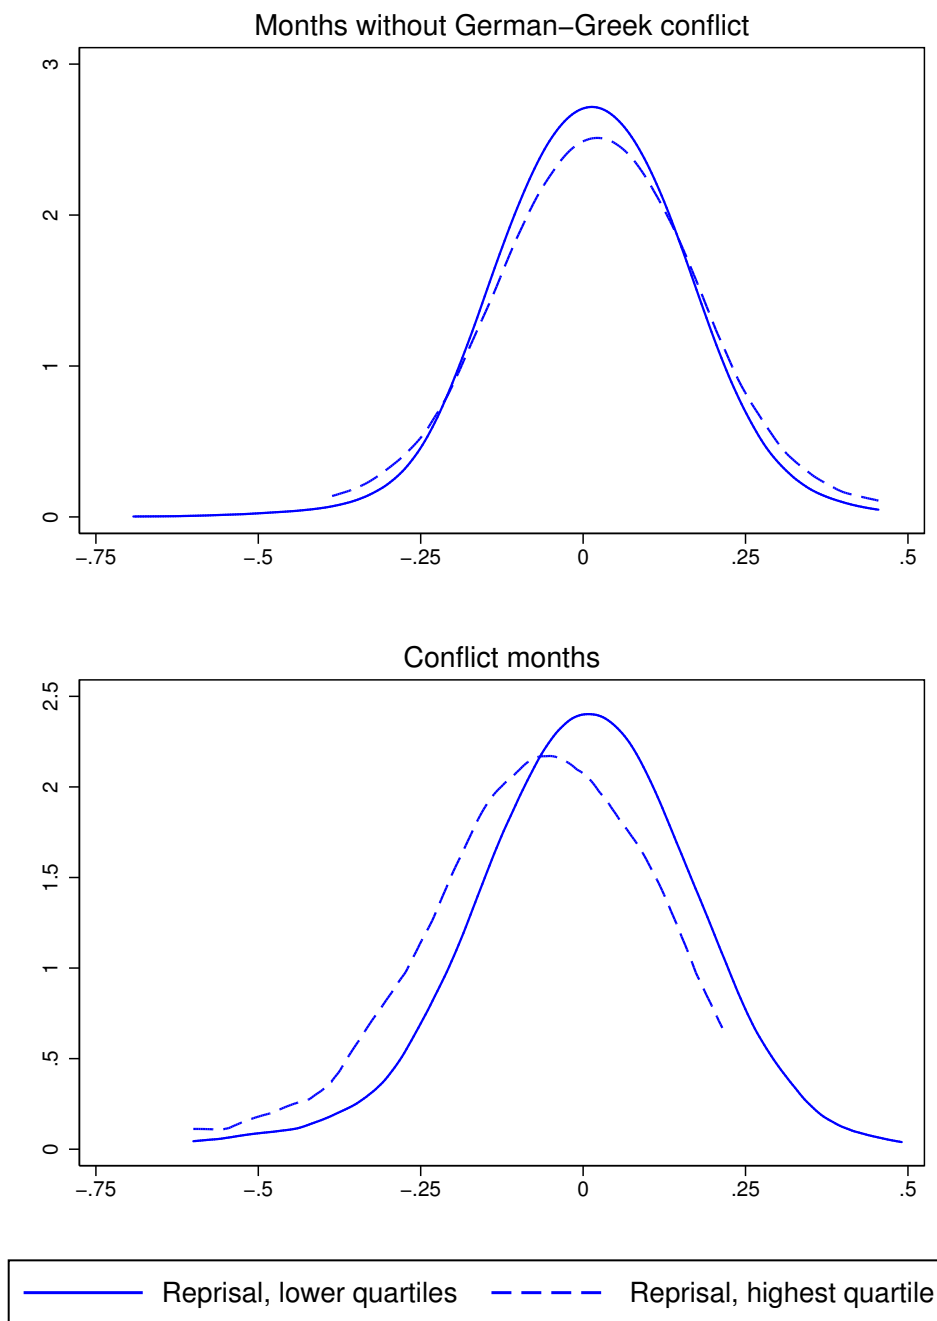 Months without German–Greek conflict
3
2
1
0
−.75 −.5 −.25 0 .25 .5
Conflict months
2.5
2
1.5
1
.5
0
−.75 −.5 −.25 0 .25 .5
Reprisal, lower quartiles Reprisal, highest quartile